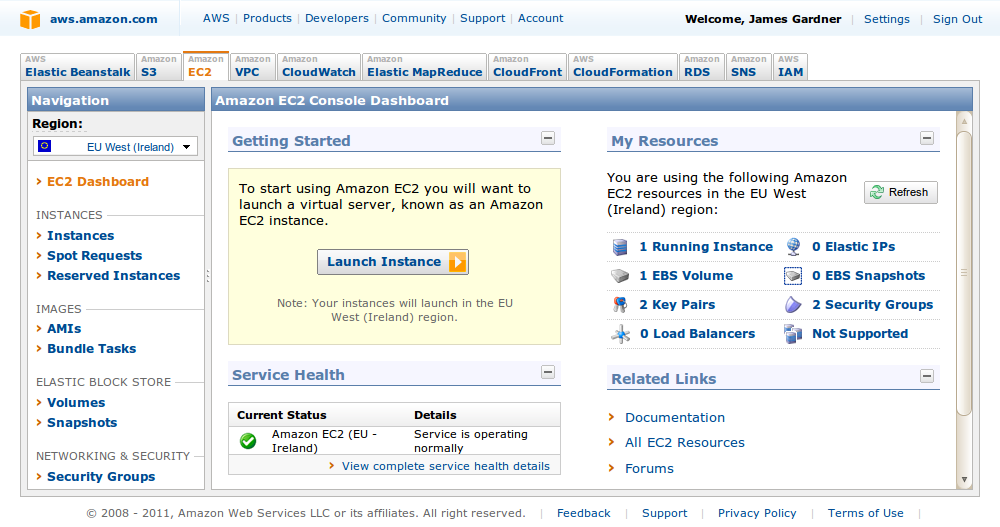 aws.amazon.com
AWS | Products | Developers | Community | Support | Account
Welcome, James Gardner | Settings | Sign Out
AWS
Elastic Beanstalk
Amazon
S3
Amazon
EC2
Amazon
VPC
Amazon
CloudWatch
Amazon
Elastic MapReduce
Amazon
CloudFront
AWS
CloudFormation
Amazon
RDS
Amazon
SNS
AWS
IAM
Navigation
Region:
EU West (Ireland)
EC2 Dashboard
INSTANCES
Instances
Spot Requests
Reserved Instances
IMAGES
AMIs
Bundle Tasks
ELASTIC BLOCK STORE
Volumes
Snapshots
NETWORKING & SECURITY
Security Groups
Amazon EC2 Console Dashboard
Getting Started
To start using Amazon EC2 you will want to
launch a virtual server, known as an Amazon
EC2 instance.
Launch Instance
Note: Your instances will launch in the EU
West (Ireland) region.
Service Health
Current Status Details
Amazon EC2 (EU -
Ireland)
Service is operating
normally
View complete service health details
My Resources
You are using the following Amazon
EC2 resources in the EU West
(Ireland) region:
Refresh
1 Running Instance
0 Elastic IPs
1 EBS Volume
0 EBS Snapshots
2 Key Pairs
2 Security Groups
0 Load Balancers
Not Supported
Related Links
Documentation
All EC2 Resources
Forums
© 2008 - 2011, Amazon Web Services LLC or its affiliates. All right reserved. | Feedback | Support | Privacy Policy | Terms of Use |